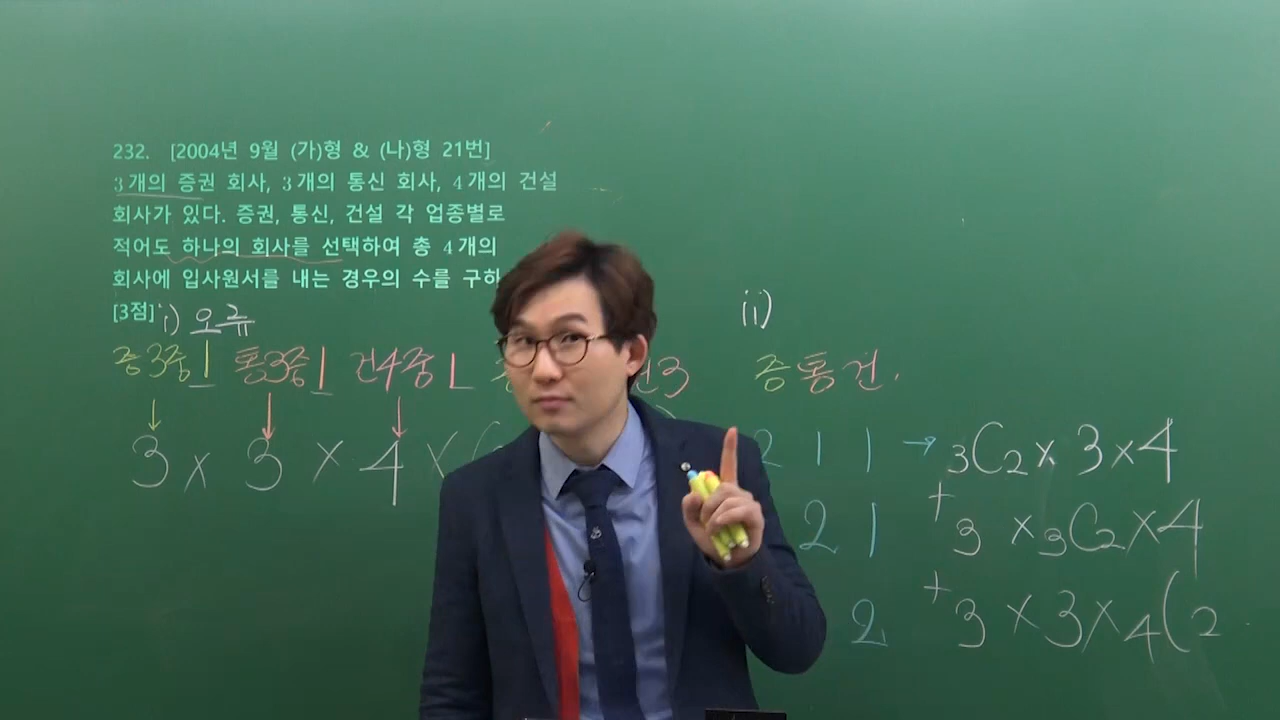 232. [2004년 9월 (가)형 & (나)형 21번]
3개의 증권 회사, 3개의 통신 회사, 4개의 건설
회사가 있다. 증권, 통신, 건설 각 업종별로
적어도 하나의 회사를 선택하여 총 4개의
회사에 입사원서를 내는 경우의 수를 구하
[3점]
i) 오류
증3중1 통3중1 건4중1
3 × 3 × 4 ×
3
ii)
증 통 건
2 1 1 → 3C2 × 3 × 4
2 1 + 3 × 3C2 × 4
2 + 3 × 3 × 4C2